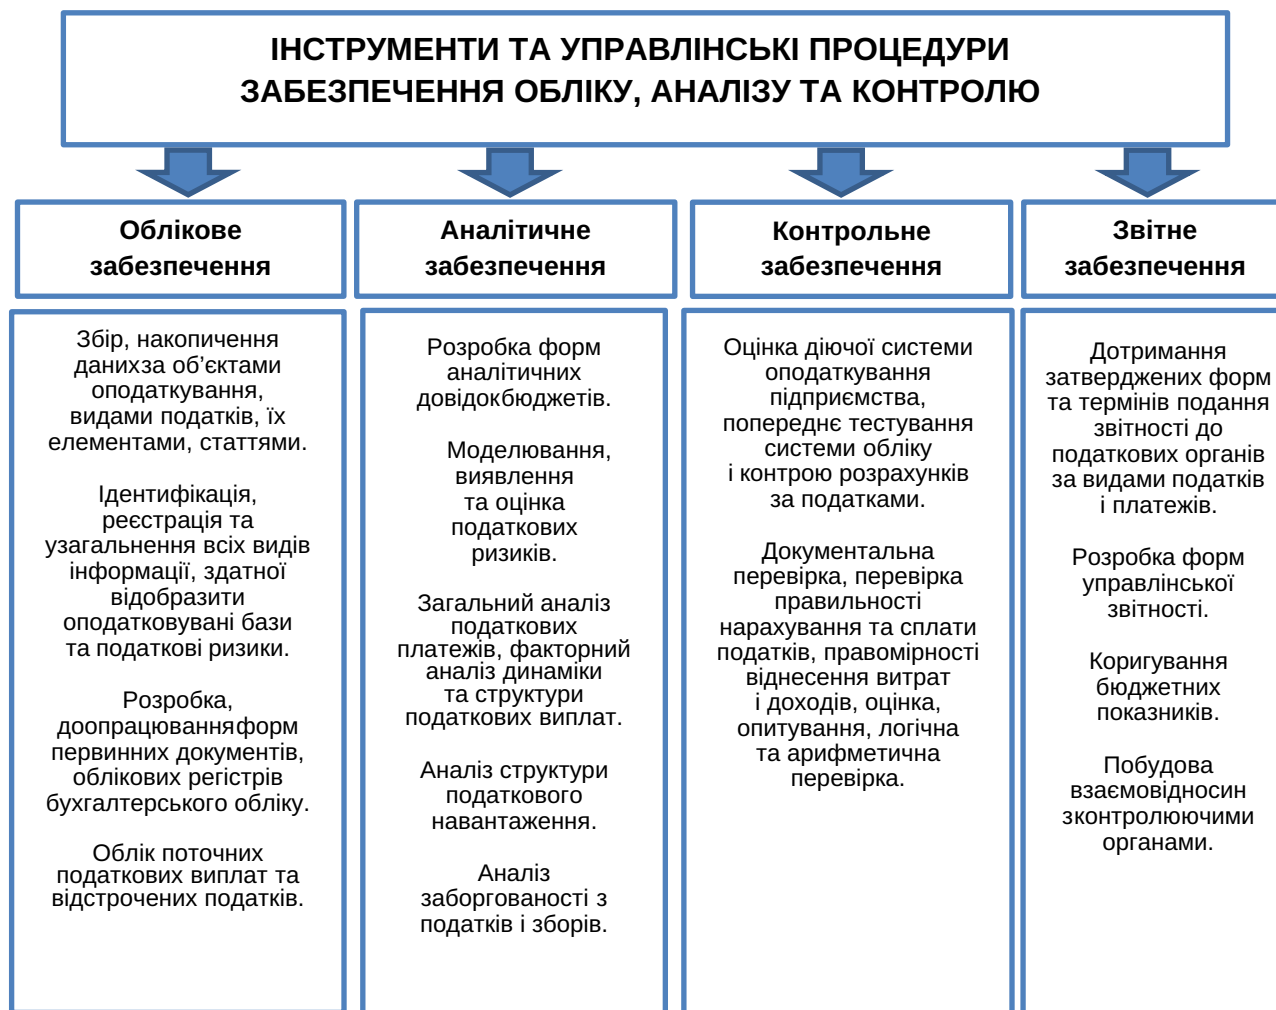 ІНСТРУМЕНТИ ТА УПРАВЛІНСЬКІ ПРОЦЕДУРИ
ЗАБЕЗПЕЧЕННЯ ОБЛІКУ, АНАЛІЗУ ТА КОНТРОЛЮ
Облікове
забезпечення
Збір, накопичення
данихза об’єктами
оподаткування,
видами податків, їх
елементами, статтями.
Ідентифікація,
реєстрація та
узагальнення всіх видів
інформації, здатної
відобразити
оподатковувані бази
та податкові ризики.
Розробка,
доопрацюванняформ
первинних документів,
облікових регістрів
бухгалтерського обліку.
Облік поточних
податкових виплат та
відстрочених податків.
Аналітичне
забезпечення
Розробка форм
аналітичних
довідокбюджетів.
Моделювання,
виявлення
та оцінка
податкових
ризиків.
Загальний аналіз
податкових
платежів, факторний
аналіз динаміки
та структури
податкових виплат.
Аналіз структури
податкового
навантаження.
Аналіз
заборгованості з
податків і зборів.
Контрольне
забезпечення
Оцінка діючої системи
оподаткування
підприємства,
попереднє тестування
системи обліку
і контрою розрахунків
за податками.
Документальна
перевірка, перевірка
правильності
нарахування та сплати
податків, правомірності
віднесення витрат
і доходів, оцінка,
опитування, логічна
та арифметична
перевірка.
Звітне
забезпечення
Дотримання
затверджених форм
та термінів подання
звітності до
податкових органів
за видами податків
і платежів.
Розробка форм
управлінської
звітності.
Коригування
бюджетних
показників.
Побудова
взаємовідносин
зконтролюючими
органами.